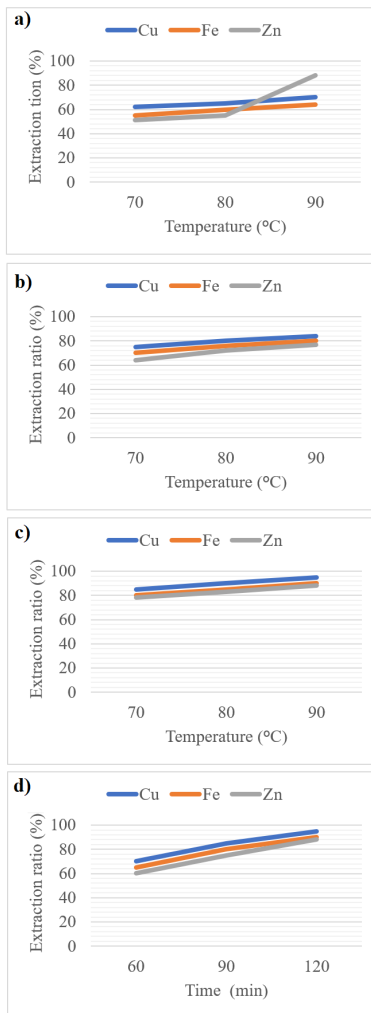 a)
Cu Fe Zn
Extraction tion (%)
100
80
60
40
20
0
70 80 90
Temperature (°C)
b)
Cu Fe Zn
Extraction ratio (%)
100
80
60
40
20
0
70 80 90
Temperature (°C)
c)
Cu Fe Zn
Extraction ratio (%)
100
80
60
40
20
0
70 80 90
Temperature (°C)
d)
Cu Fe Zn
Extraction ratio (%)
100
80
60
40
20
0
60 90 120
Time (min)